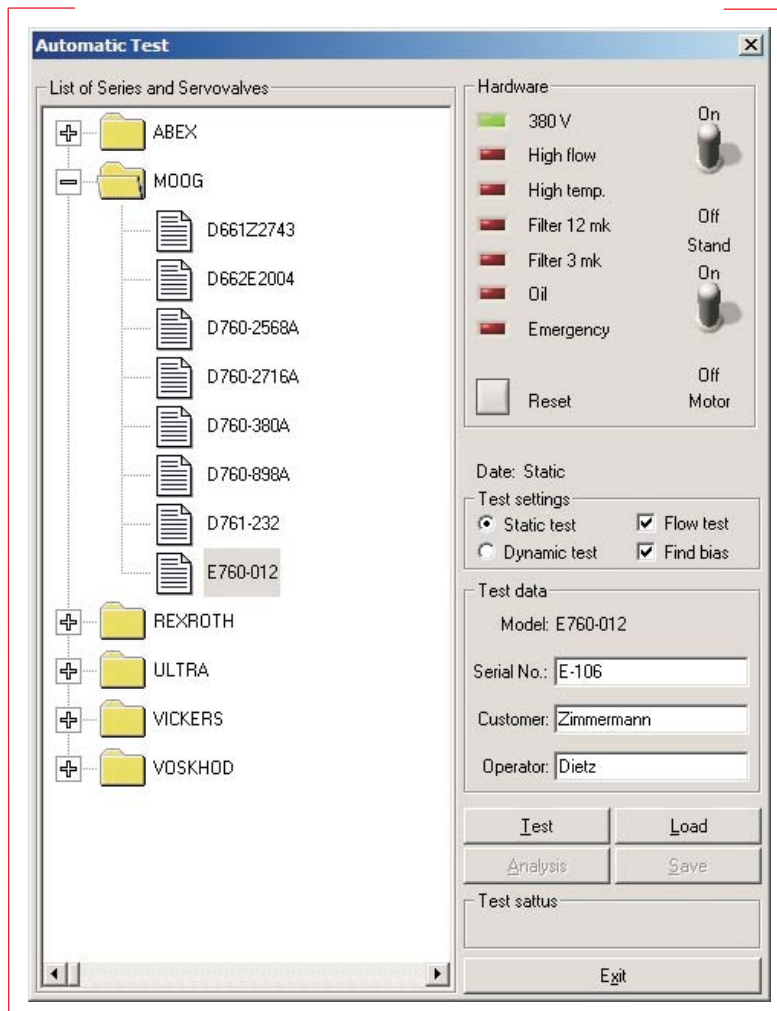 Automatic Test
List of Series and Servovalves
ABEX
MOOG
D661Z2743
D662E2004
D760-2568A
D760-2716A
D760-380A
D760-898A
D761-232
E760-012
REXROTH
ULTRA
VICKERS
VOSKHOD
Hardware
380 V
High flow
High temp.
Filter 12 mk
Filter 3 mk
Oil
Emergency
Reset
On
Off
Stand
On
Off
Motor
Date: Static
Test settings
Static test
Flow test
Dynamic test
Find bias
Test data
Model: E760-012
Serial No.: E-106
Customer: Zimmermann
Operator: Dietz
Test
Load
Analysis
Save
Test sattus
Exit